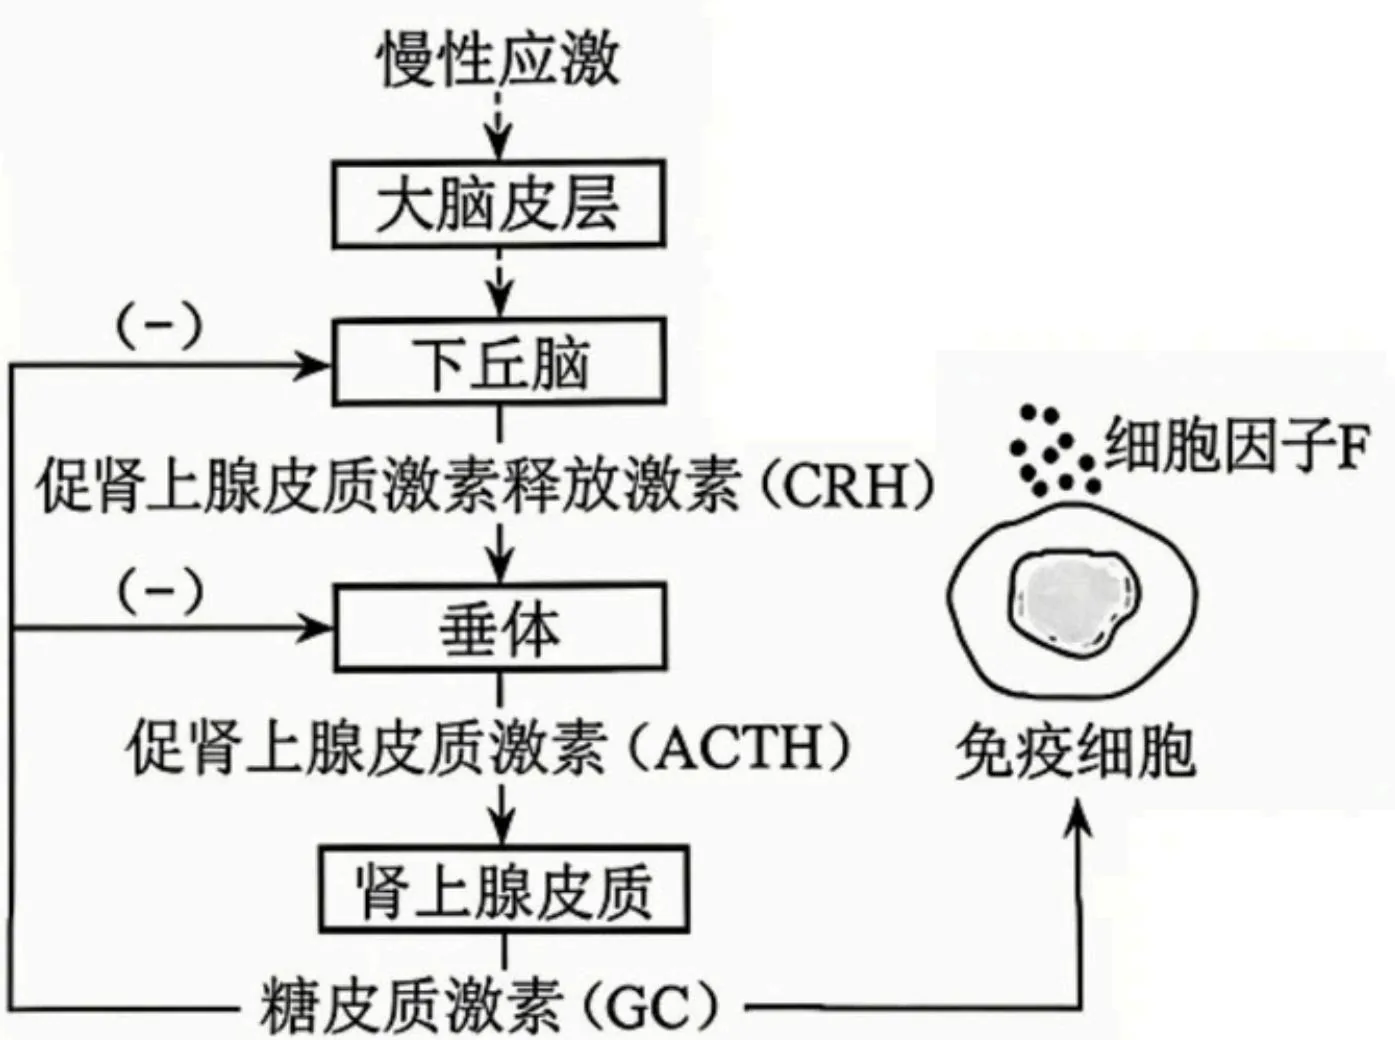 慢性应激
大脑皮层
(-)
下丘脑
细胞因子F
促肾上腺皮质激素释放激素(CRH)
(-)
垂体
促肾上腺皮质激素(ACTH)
免疫细胞
肾上腺皮质
糖皮质激素(GC)